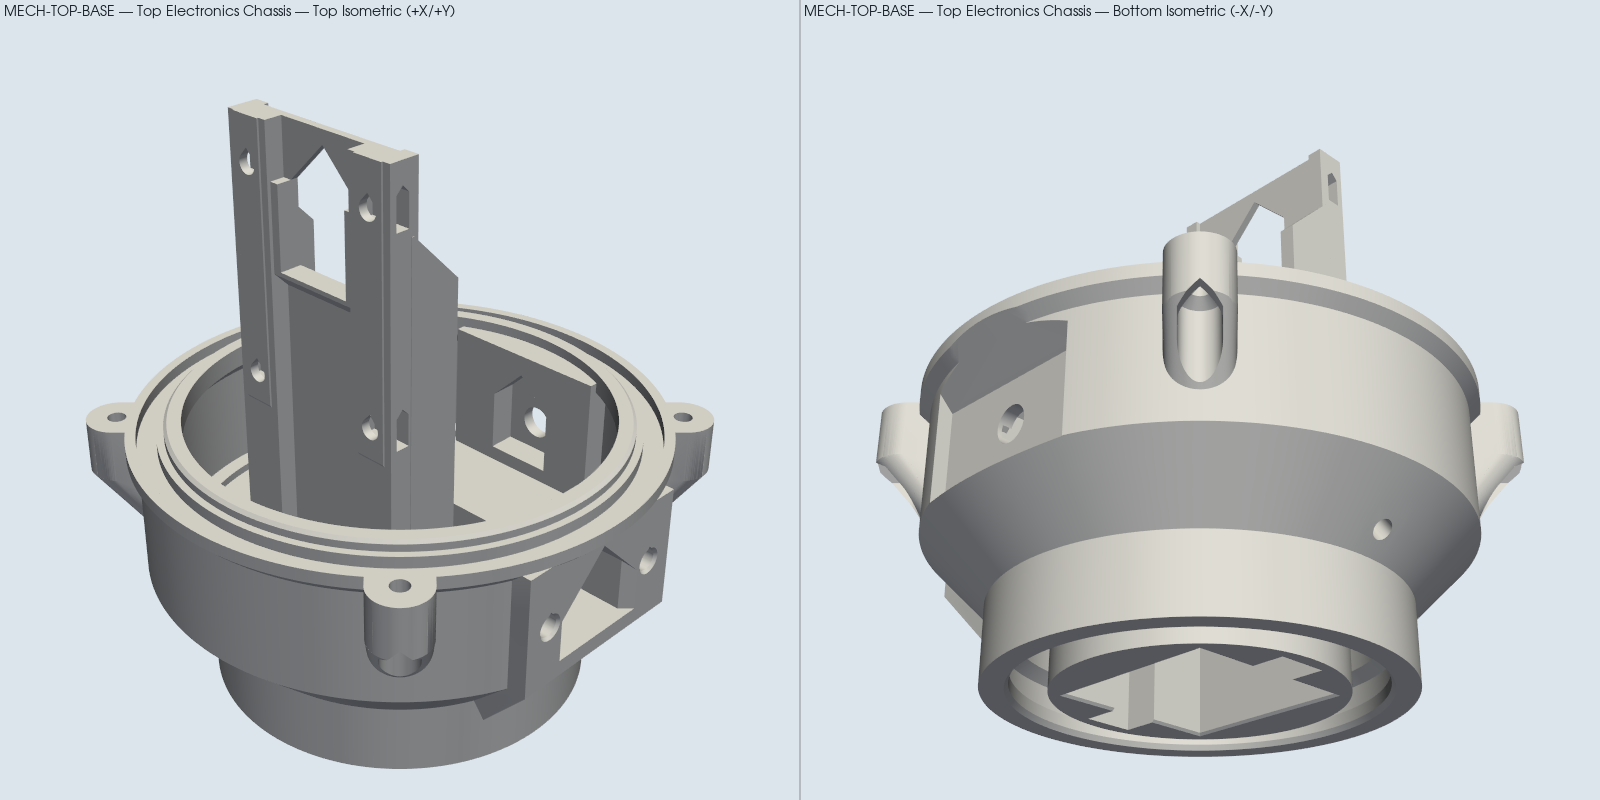 MECH-TOP-BASE — Top Electronics Chassis — Top Isometric (+X/+Y)
MECH-TOP-BASE — Top Electronics Chassis — Bottom Isometric (-X/-Y)